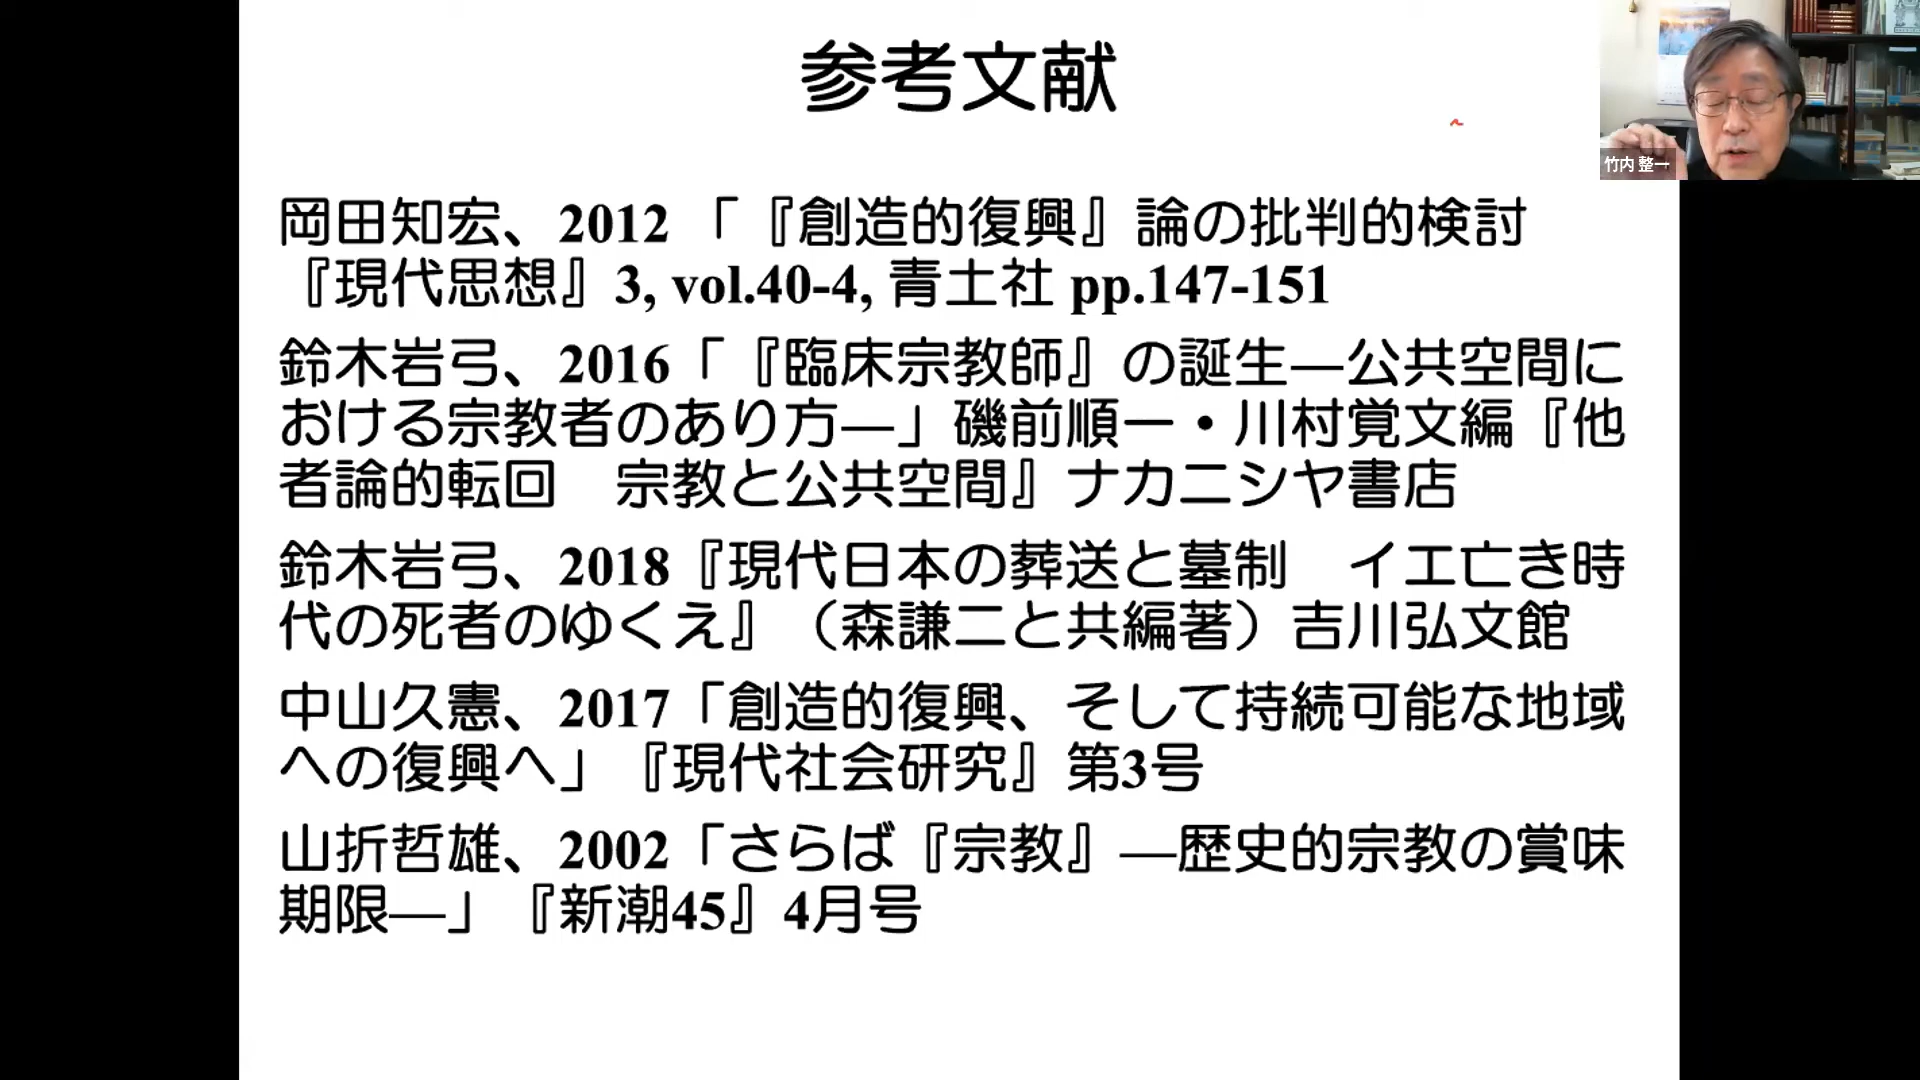 参考文献
竹内 整一
岡田知宏、2012 「『創造的復興』論の批判的検討
『現代思想』3, vol.40-4, 青土社 pp.147-151
鈴木岩弓、2016「『臨床宗教師』の誕生―公共空間に
おける宗教者のあり方―」磯前順一・川村覚文編『他
者論的転回　宗教と公共空間』ナカニシヤ書店
鈴木岩弓、2018『現代日本の葬送と墓制　イエ亡き時
代の死者のゆくえ』（森謙二と共編著）吉川弘文館
中山久憲、2017「創造的復興、そして持続可能な地域
への復興へ」『現代社会研究』第3号
山折哲雄、2002「さらば『宗教』―歴史的宗教の賞味
期限―」『新潮45』4月号